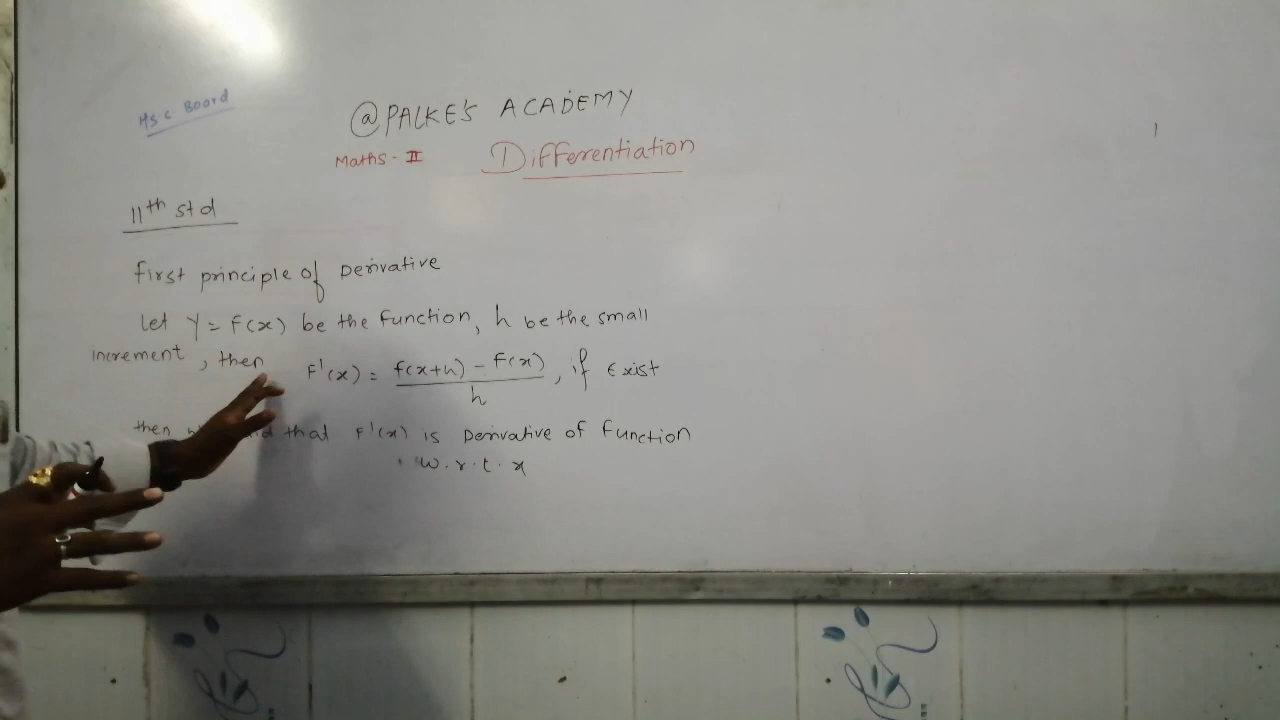 HSC Board
@PALKE'S ACADEMY
Maths - II Differentiation
11th std
first principle of Derivative
let y = f(x) be the function, h be the small
increment, then F'(x) = f(x+h) - F(x) / h, if Exist
then that F'(x) is Derivative of function
w.r.t. x